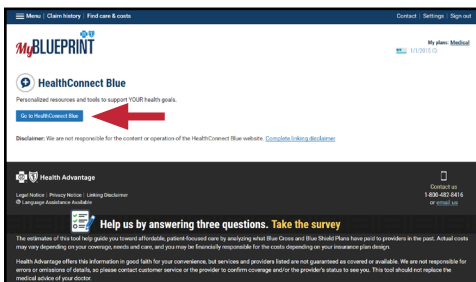 Menu | Claim history | Find care & costs
Contact | Settings | Sign out
MyBLUEPRINT
My plans: Medical
1/1/2015
HealthConnect Blue
Personalized resources and tools to support YOUR health goals.
Go to HealthConnect Blue
Disclaimer: We are not responsible for the content or operation of the HealthConnect Blue website. Complete linking disclaimer
Health Advantage
Legal Notice | Privacy Notice | Linking Disclaimer
Language Assistance Available
Contact us
1-800-482-8416
or email us
Help us by answering three questions. Take the survey
The estimates of this tool help guide you toward affordable, patient-focused care by analyzing what Blue Cross and Blue Shield Plans have paid to providers in the past. Actual costs
may vary depending on your coverage, needs and care, and you may be financially responsible for the costs depending on your insurance plan design.
Health Advantage offers this information in good faith for your convenience, but services and providers listed are not guaranteed as covered or available. We are not responsible for
errors or omissions of details, so please contact customer service or the provider to confirm coverage and/or the provider's status to see you. This tool should not replace the
medical advice of your doctor.